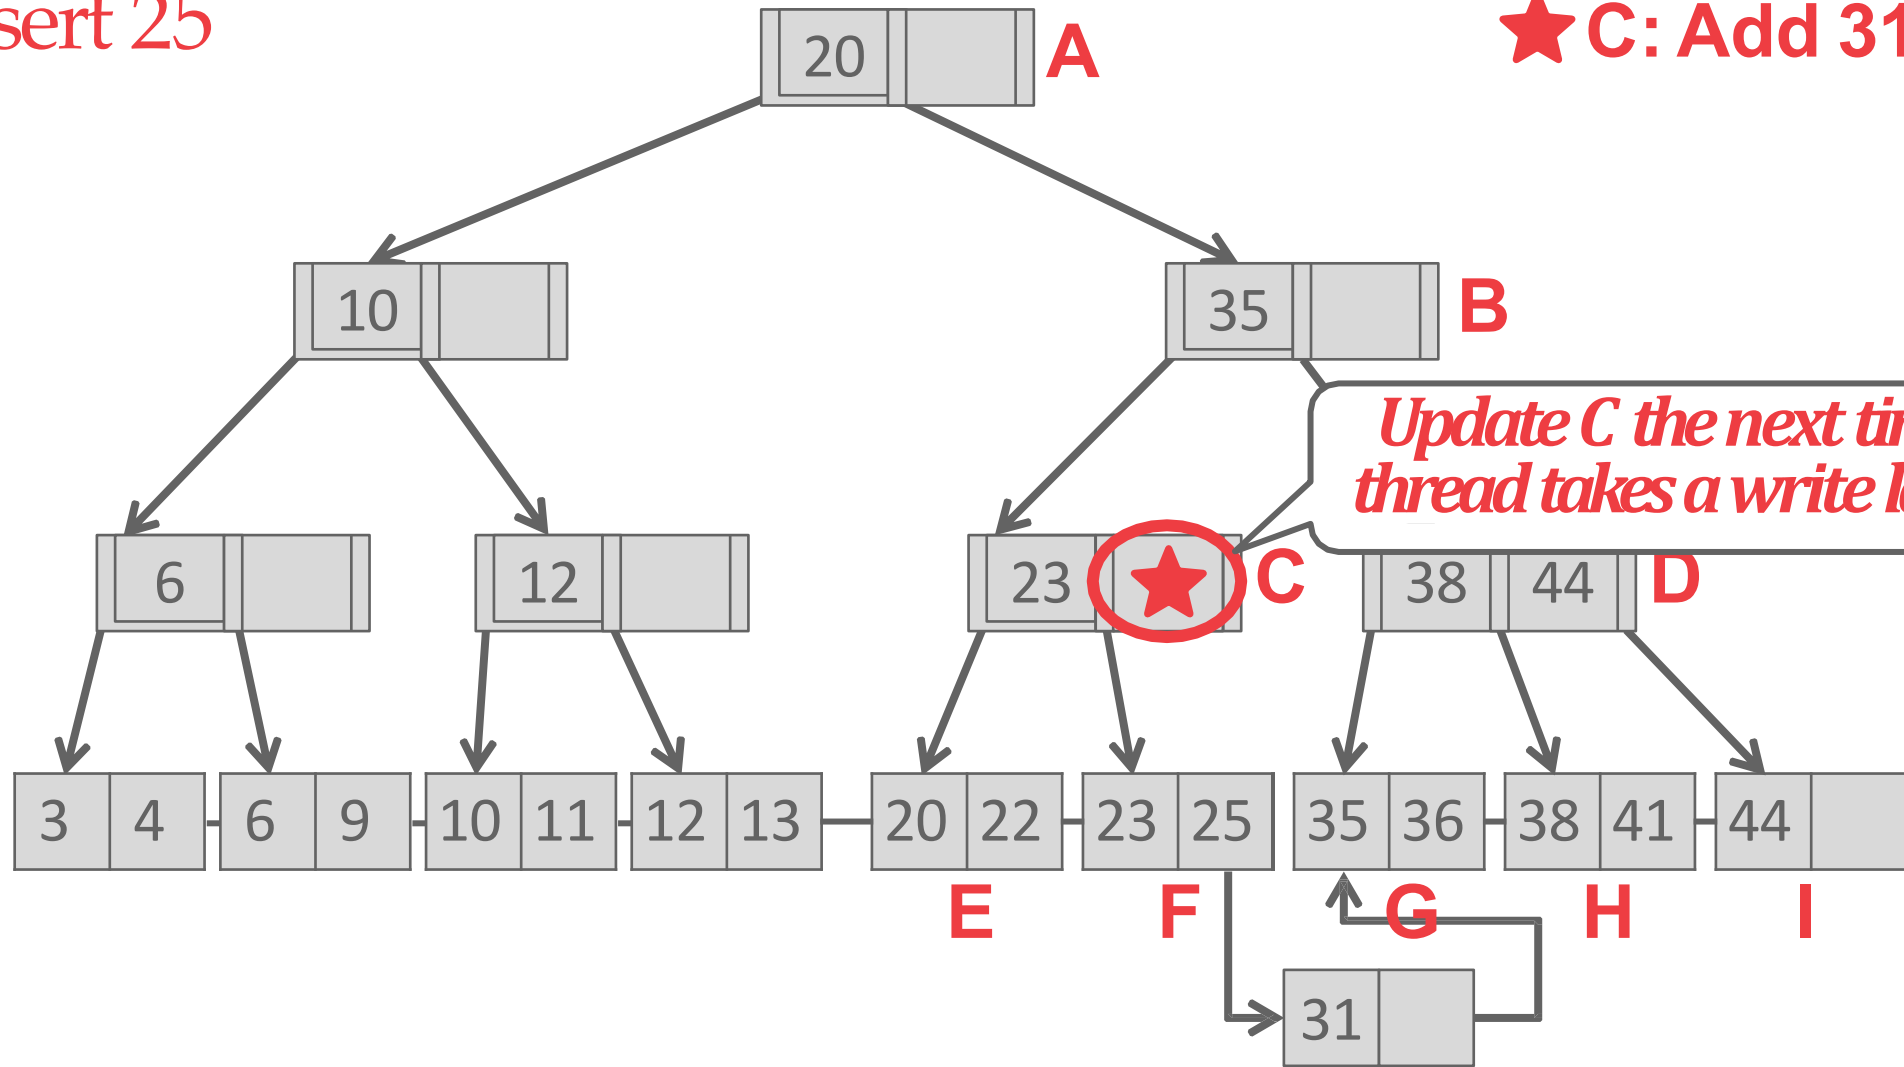 sert 25
C: Add 31
20
A
10
35
B
Update C the next
thread takes a write
6
12
23
C
38 44
D
3 4 6 9 10 11 12 13 20 22 23 25 35 36 38 41 44
E F G H I
31